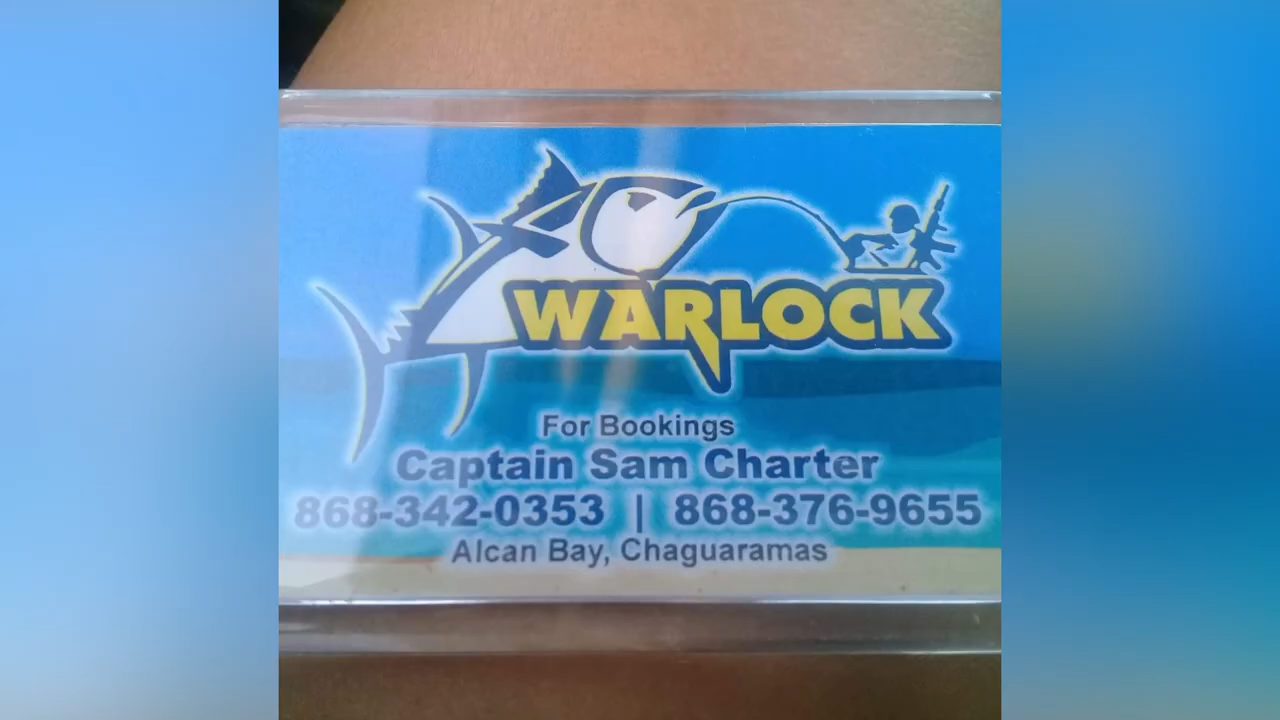 WARLOCK
For Bookings
Captain Sam Charter
868-342-0353 | 868-376-9655
Alcan Bay, Chaguaramas